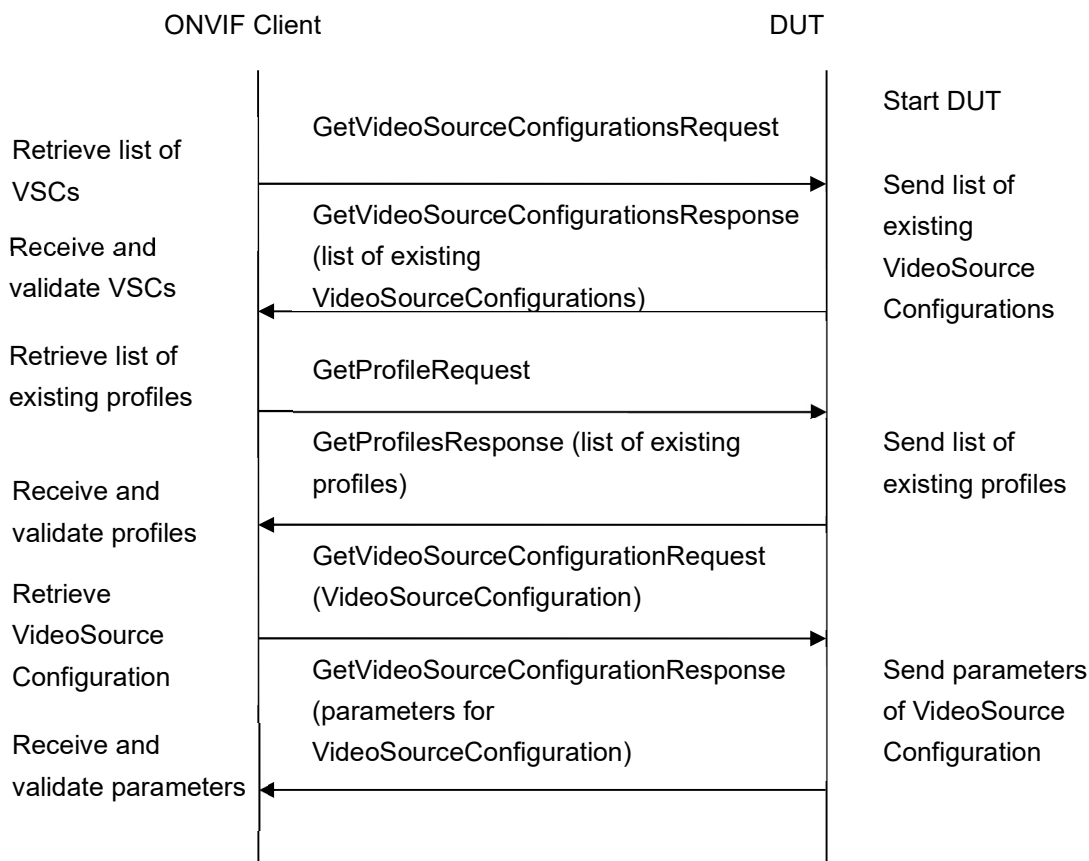 ONVIF Client
DUT
Start DUT
GetVideoSourceConfigurationsRequest
Retrieve list of
VSCs
Send list of
existing
VideoSource
Configurations
GetVideoSourceConfigurationsResponse
(list of existing
VideoSourceConfigurations)
Receive and
validate VSCs
Retrieve list of
existing profiles
GetProfileRequest
GetProfilesResponse (list of existing
profiles)
Send list of
existing profiles
Receive and
validate profiles
GetVideoSourceConfigurationRequest
(VideoSourceConfiguration)
Retrieve
VideoSource
Configuration
GetVideoSourceConfigurationResponse
(parameters for
VideoSourceConfiguration)
Send parameters
of VideoSource
Configuration
Receive and
validate parameters